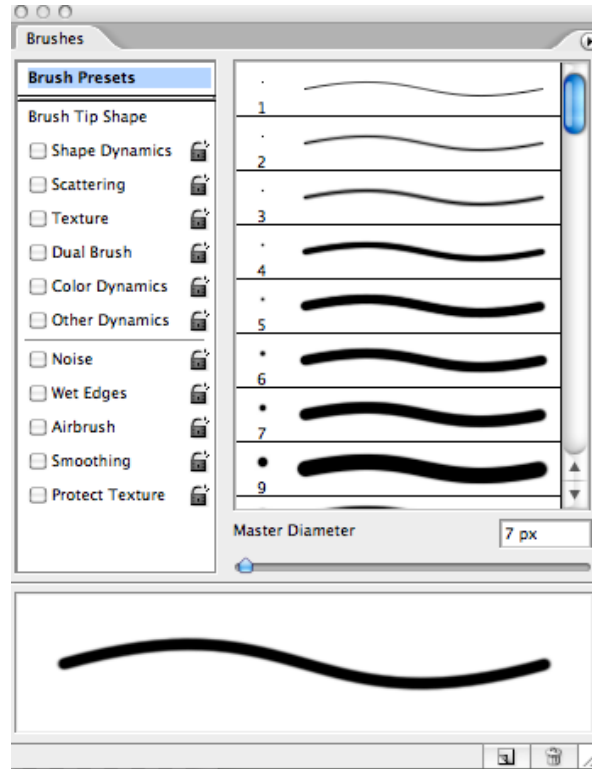 Brushes
Brush Presets
Brush Tip Shape
Shape Dynamics
Scattering
Texture
Dual Brush
Color Dynamics
Other Dynamics
Noise
Wet Edges
Airbrush
Smoothing
Protect Texture
1
2
3
4
5
6
7
9
Master Diameter
7 px